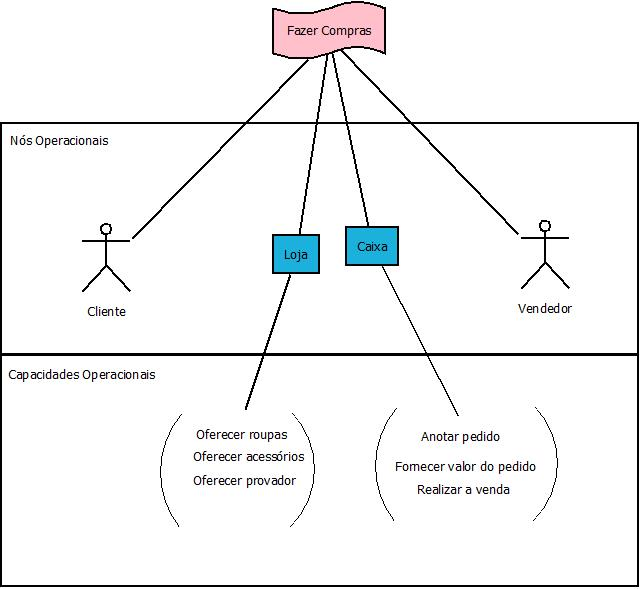 Fazer Compras
Nós Operacionais
Loja
Caixa
Cliente
Vendedor
Capacidades Operacionais
Oferecer roupas
Oferecer acessórios
Oferecer provador
Anotar pedido
Fornecer valor do pedido
Realizar a venda